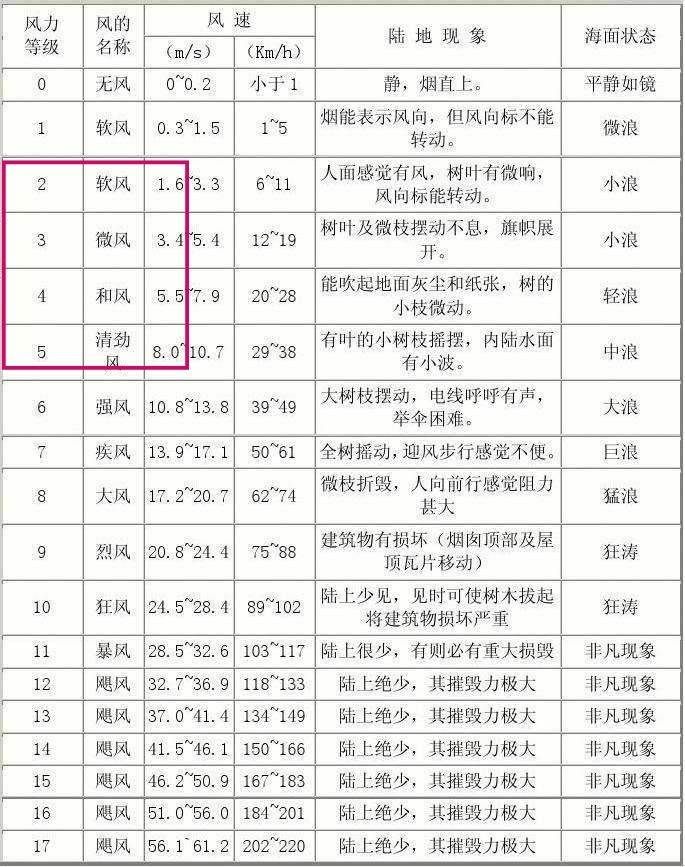 风力等级 风的名称 风 速 陆 地 现 象 海面状态
(m/s) (Km/h)
0 无风 0~0.2 小于1 静，烟直上。 平静如镜
1 软风 0.3~1.5 1~5 烟能表示风向，但风向标不能转动。 微浪
2 软风 1.6~3.3 6~11 人面感觉有风，树叶有微响，风向标能转动。 小浪
3 微风 3.4~5.4 12~19 树叶及微枝摆动不息，旗帜展开。 小浪
4 和风 5.5~7.9 20~28 能吹起地面灰尘和纸张，树的小枝微动。 轻浪
5 清劲风 8.0~10.7 29~38 有叶的小树枝摇摆，内陆水面有小波。 中浪
6 强风 10.8~13.8 39~49 大树枝摆动，电线呼呼有声，举伞困难。 大浪
7 疾风 13.9~17.1 50~61 全树摇动，迎风步行感觉不便。 巨浪
8 大风 17.2~20.7 62~74 微枝折毁，人向前行感觉阻力甚大 猛浪
9 烈风 20.8~24.4 75~88 建筑物有损坏（烟囱顶部及屋顶瓦片移动） 狂涛
10 狂风 24.5~28.4 89~102 陆上少见，见时可使树木拔起将建筑物损坏严重 狂涛
11 暴风 28.5~32.6 103~117 陆上很少，有则必有重大损毁 非凡现象
12 飓风 32.7~36.9 118~133 陆上绝少，其摧毁力极大 非凡现象
13 飓风 37.0~41.4 134~149 陆上绝少，其摧毁力极大 非凡现象
14 飓风 41.5~46.1 150~166 陆上绝少，其摧毁力极大 非凡现象
15 飓风 46.2~50.9 167~183 陆上绝少，其摧毁力极大 非凡现象
16 飓风 51.0~56.0 184~201 陆上绝少，其摧毁力极大 非凡现象
17 飓风 56.1`61.2 202~220 陆上绝少，其摧毁力极大 非凡现象